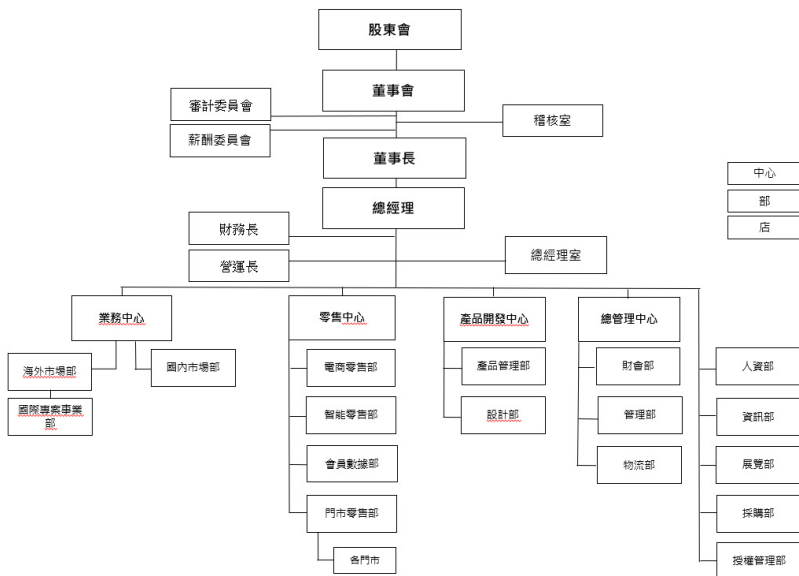 股東會
董事會
審計委員會
稽核室
薪酬委員會
董事長
中心
總經理
部
財務長
店
總經理室
營運長
業務中心
零售中心
產品開發中心
總管理中心
海外市場部
國內市場部
電商零售部
產品管理部
財會部
人資部
國際專案事業
部
智能零售部
設計部
管理部
資訊部
會員數據部
物流部
展覽部
門市零售部
採購部
各門市
授權管理部